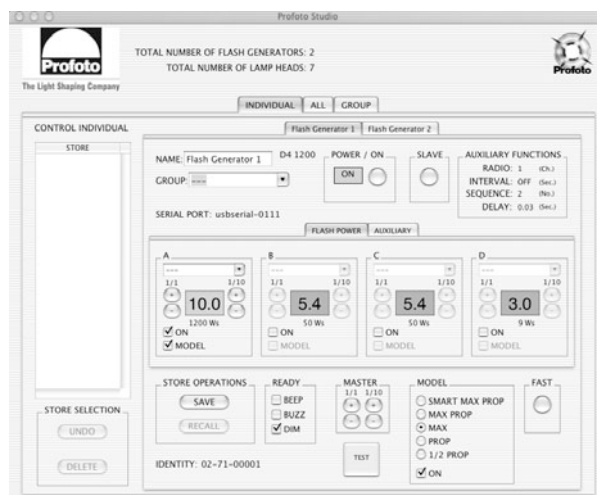 Profoto Studio
Profoto
The Light Shaping Company
TOTAL NUMBER OF FLASH GENERATORS: 2
TOTAL NUMBER OF LAMP HEADS: 7
Profoto
INDIVIDUAL ALL GROUP
CONTROL INDIVIDUAL
STORE
Flash Generator 1 Flash Generator 2
NAME: Flash Generator 1 D4 1200
GROUP: ---
SERIAL PORT: usbserial-0111
POWER / ON
ON
SLAVE
AUXILIARY FUNCTIONS
RADIO: 1 (Ch.)
INTERVAL: OFF (Sec.)
SEQUENCE: 2 (No.)
DELAY: 0.03 (Sec.)
FLASH POWER AUXILIARY
A
---
1/1 1/10
+ 10.0 +
- -
1200 Ws
ON
MODEL
B
---
1/1 1/10
+ 5.4 +
- -
50 Ws
ON
MODEL
C
---
1/1 1/10
+ 5.4 +
- -
50 Ws
ON
MODEL
D
---
1/1 1/10
+ 3.0 +
- -
9 Ws
ON
MODEL
STORE SELECTION
UNDO
DELETE
STORE OPERATIONS
SAVE
RECALL
IDENTITY: 02-71-00001
READY
BEEP
BUZZ
DIM
MASTER
1/1 1/10
+ +
- -
TEST
MODEL
SMART MAX PROP
MAX PROP
MAX
PROP
1/2 PROP
ON
FAST